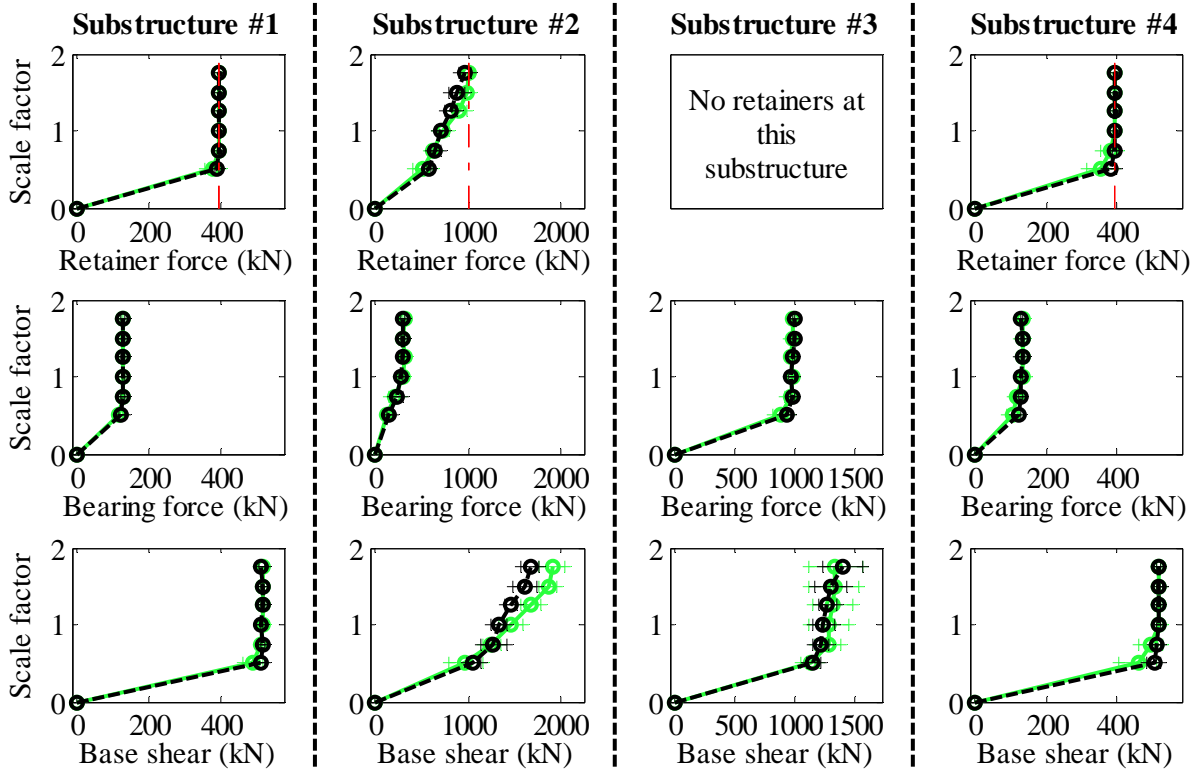 Substructure #1
Substructure #2
Substructure #3
Substructure #4
Scale factor
2
1
0
0 200 400
Retainer force (kN)
2
1
0
0 1000 2000
Retainer force (kN)
No retainers at
this
substructure
2
1
0
0 200 400
Retainer force (kN)
Scale factor
2
1
0
0 200 400
Bearing force (kN)
2
1
0
0 1000 2000
Bearing force (kN)
2
1
0
0 500 1000 1500
Bearing force (kN)
2
1
0
0 200 400
Bearing force (kN)
Scale factor
2
1
0
0 200 400
Base shear (kN)
2
1
0
0 500 1000 1500 2000
Base shear (kN)
2
1
0
0 500 1000 1500
Base shear (kN)
2
1
0
0 200 400
Base shear (kN)